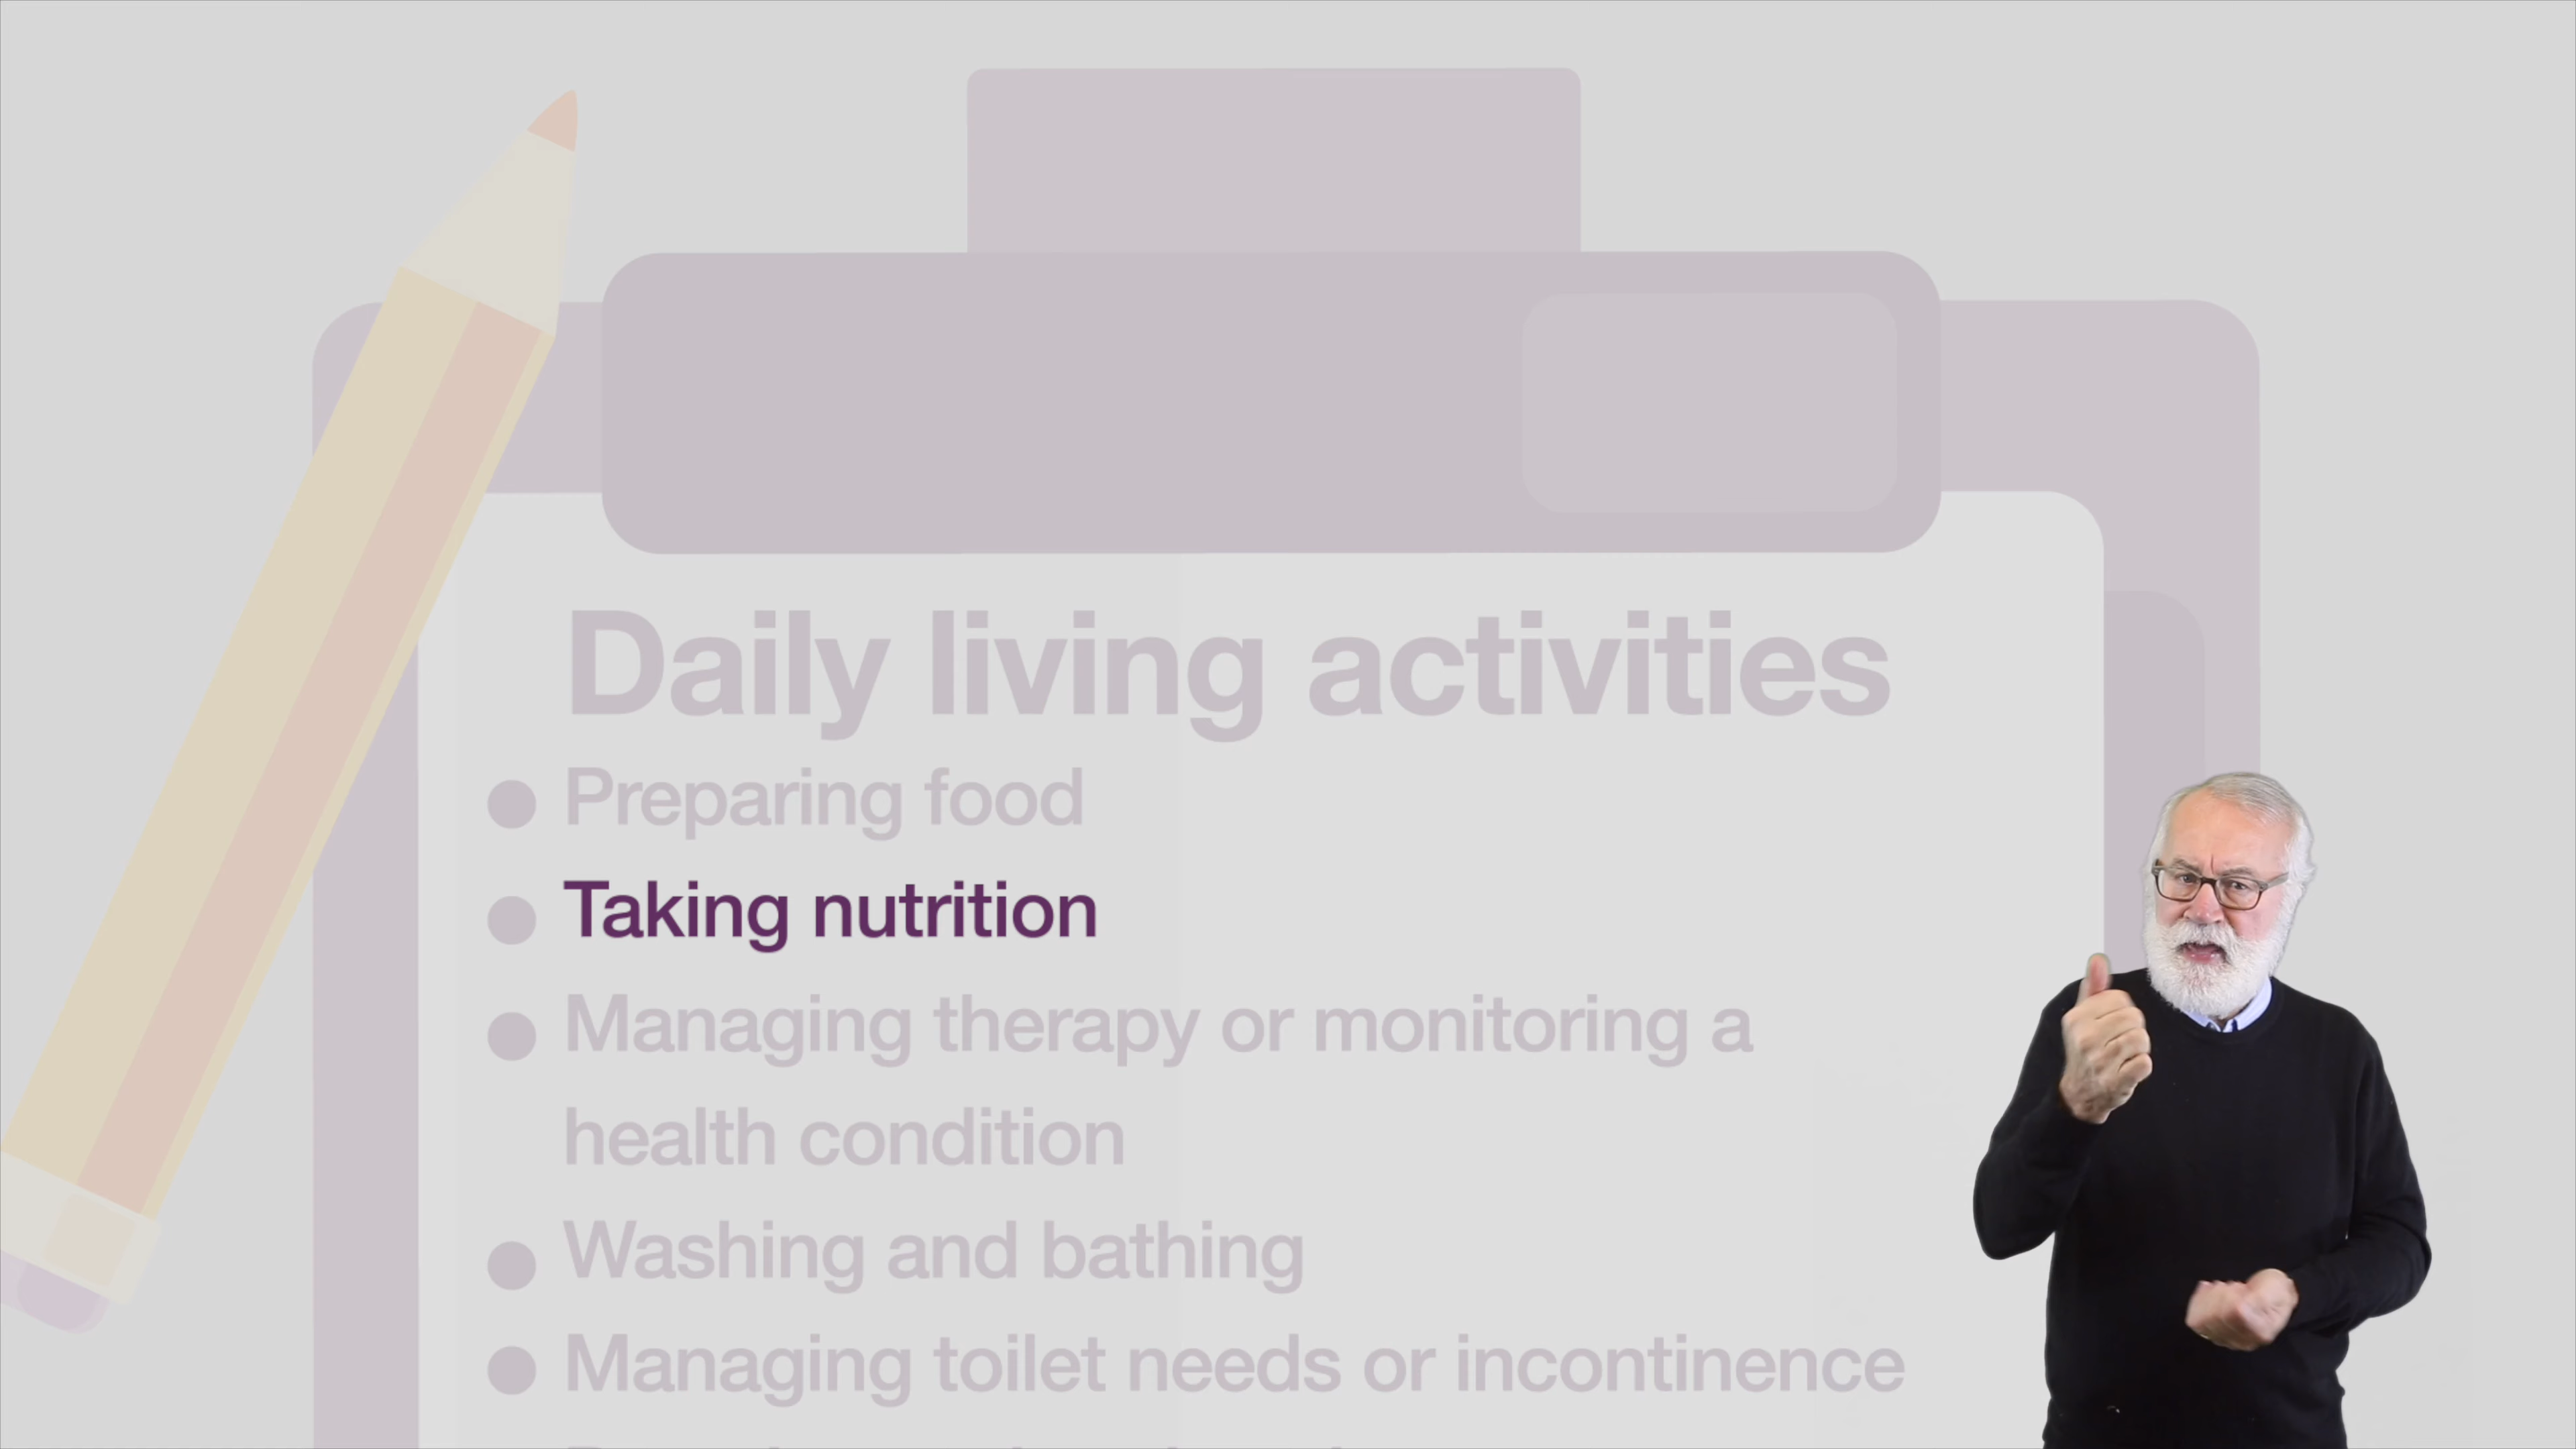 Daily living activities
● Preparing food
● Taking nutrition
● Managing therapy or monitoring a
health condition
● Washing and bathing
● Managing toilet needs or incontinence